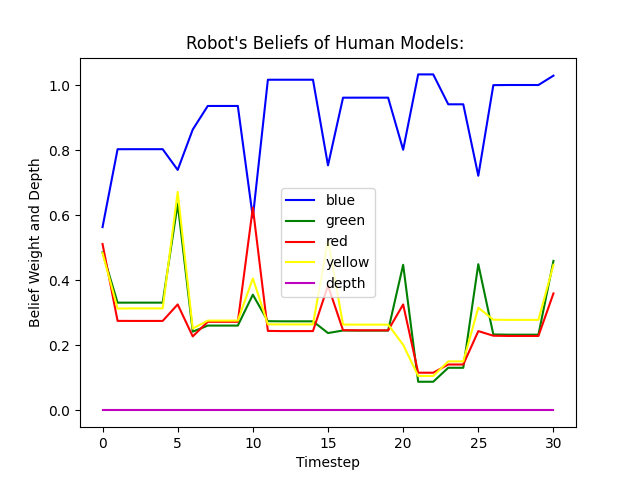 Robot's Beliefs of Human Models:
Belief Weight and Depth
1.0
0.8
0.6
0.4
0.2
0.0
blue
green
red
yellow
depth
0 5 10 15 20 25 30
Timestep